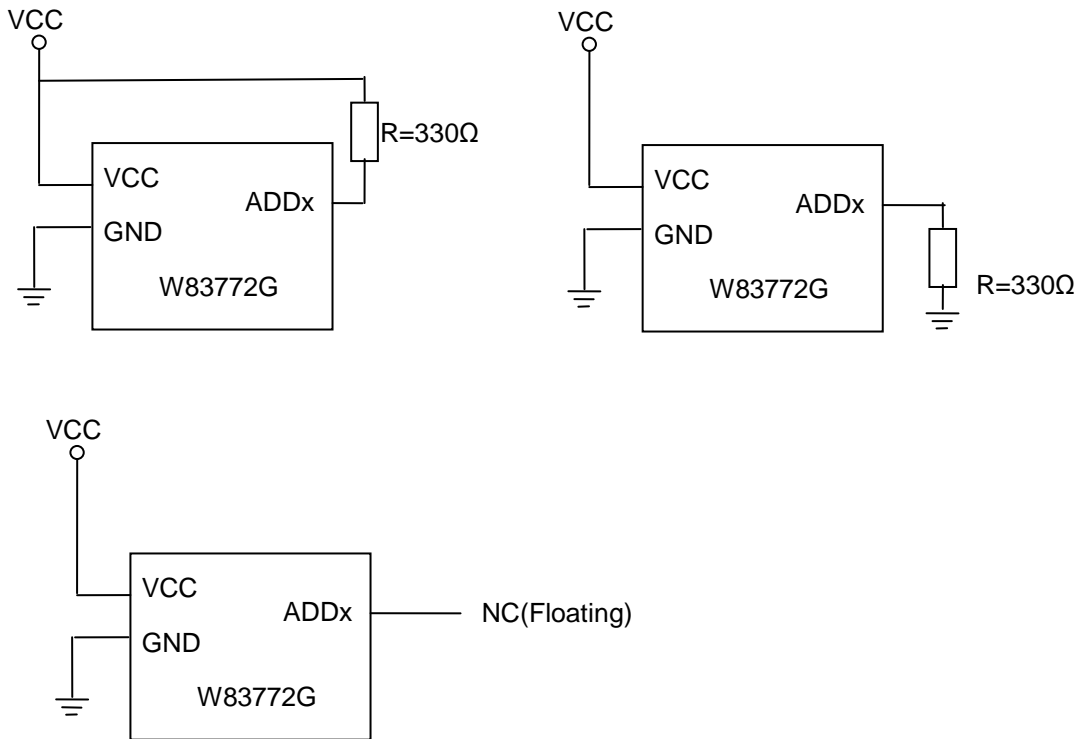 VCC
R=330Ω
VCC
ADDx
GND
W83772G
VCC
VCC
ADDx
GND
W83772G
R=330Ω
VCC
VCC
ADDx
NC(Floating)
GND
W83772G